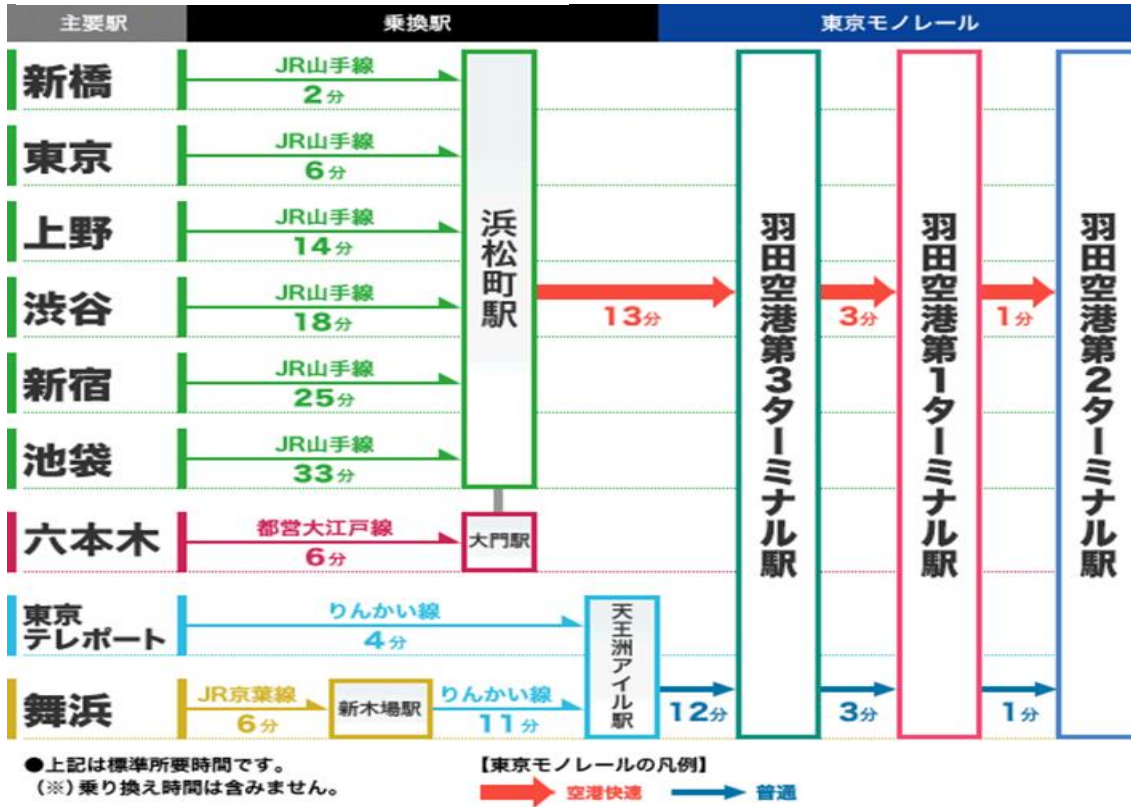 主要駅
乗換駅
東京モノレール
新橋
JR山手線
2分
東京
JR山手線
6分
上野
JR山手線
14分
渋谷
JR山手線
18分
新宿
JR山手線
25分
池袋
JR山手線
33分
浜松町駅
13分
3分
1分
羽田空港第3ターミナル駅
羽田空港第1ターミナル駅
羽田空港第2ターミナル駅
六本木
都営大江戸線
6分
大門駅
東京
テレポート
りんかい線
4分
天王洲アイル駅
舞浜
JR京葉線
6分
新木場駅
りんかい線
11分
12分
3分
1分
●上記は標準所要時間です。
(※)乗り換え時間は含みません。
【東京モノレールの凡例】
空港快速
普通